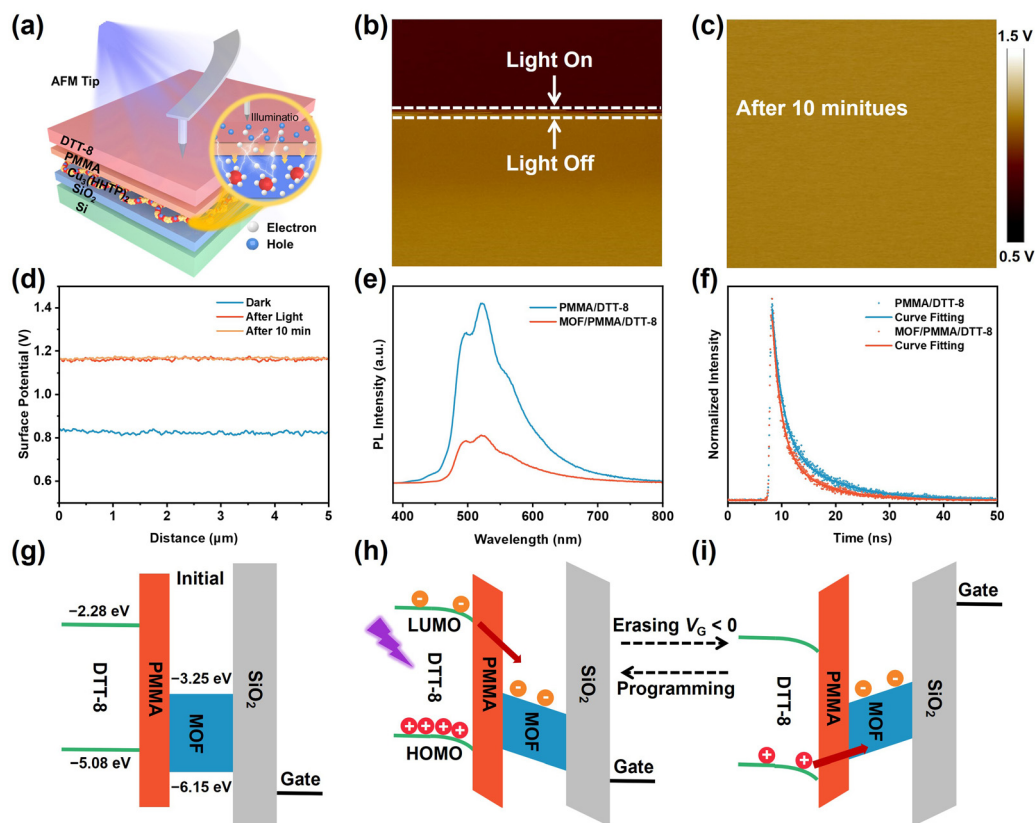 (a)
AFM Tip
Illuminatio
DTT-8
PMMA
Cu3(HHTP)2
SiO2
Si
Electron
Hole
(b)
Light On
Light Off
(c)
After 10 minitues
1.5 V
0.5 V
(d)
Surface Potential (V)
1.4
1.2
1.0
0.8
0.6
Dark
After Light
After 10 min
0 1 2 3 4 5
Distance (μm)
(e)
PL Intensity (a.u.)
PMMA/DTT-8
MOF/PMMA/DTT-8
400 500 600 700 800
Wavelength (nm)
(f)
Normalized Intensity
PMMA/DTT-8
Curve Fitting
MOF/PMMA/DTT-8
Curve Fitting
0 10 20 30 40 50
Time (ns)
(g)
Initial
−2.28 eV
DTT-8
−5.08 eV
PMMA
−3.25 eV
MOF
−6.15 eV
SiO2
Gate
(h)
LUMO
DTT-8
HOMO
PMMA
MOF
SiO2
Gate
Erasing VG < 0
Programming
(i)
DTT-8
PMMA
MOF
SiO2
Gate